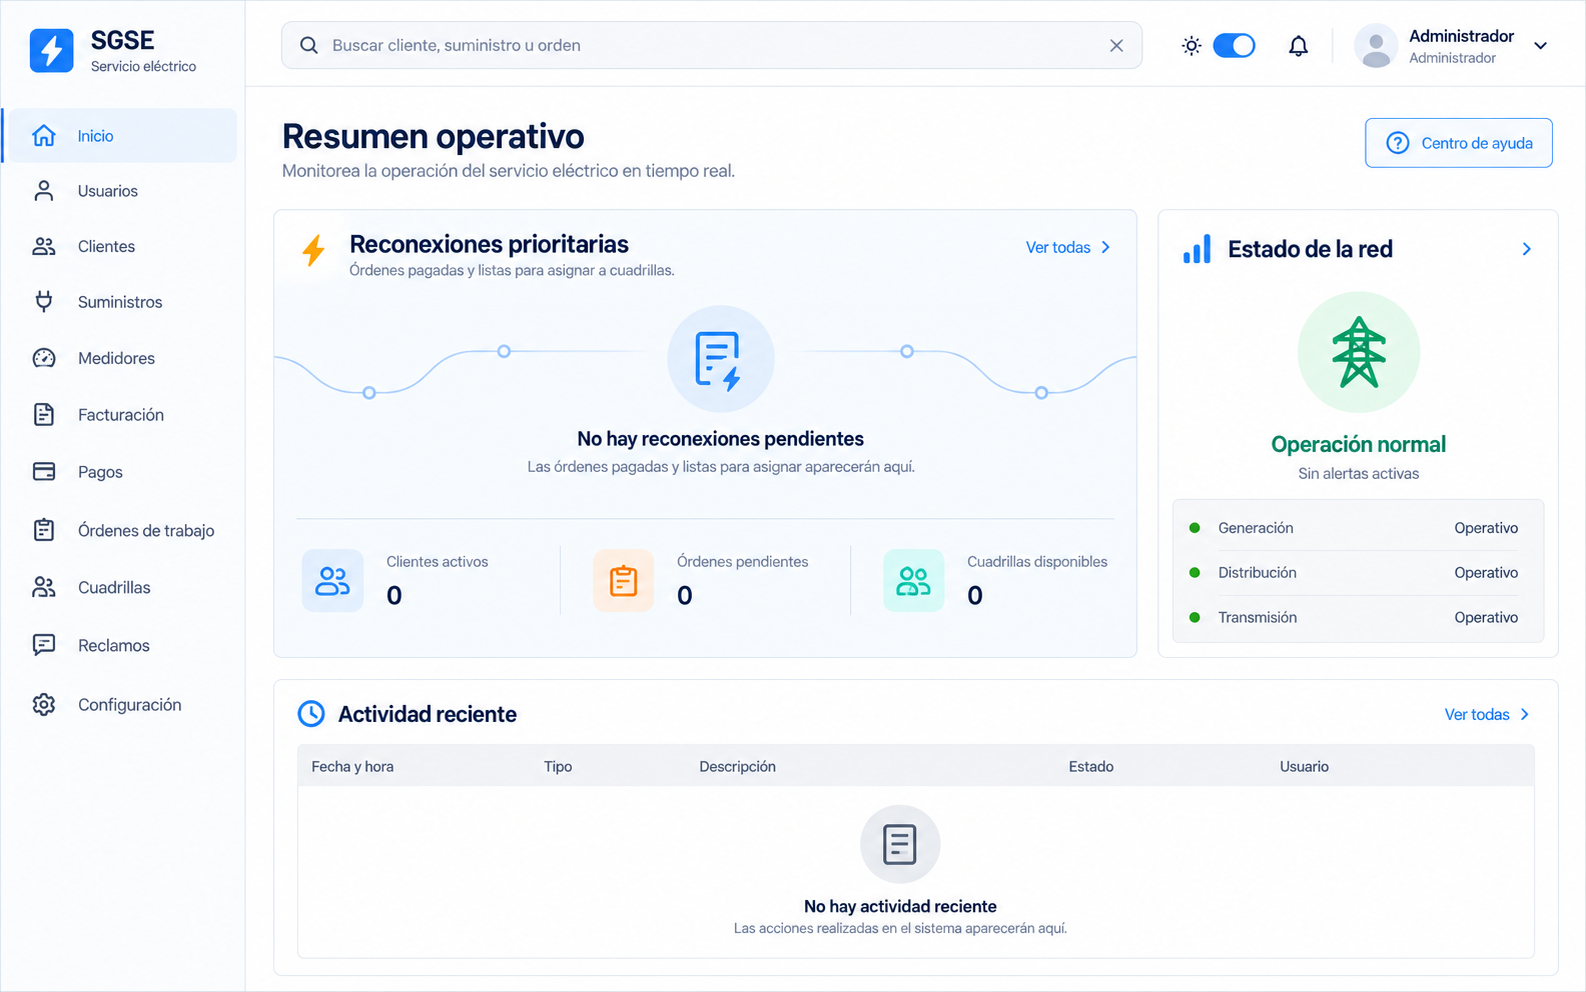 SGSE
Servicio eléctrico
Buscar cliente, suministro u orden
Administrador
Administrador
Inicio
Usuarios
Clientes
Suministros
Medidores
Facturación
Pagos
Órdenes de trabajo
Cuadrillas
Reclamos
Configuración
Resumen operativo
Monitorea la operación del servicio eléctrico en tiempo real.
Centro de ayuda
Reconexiones prioritarias
Órdenes pagadas y listas para asignar a cuadrillas.
Ver todas
No hay reconexiones pendientes
Las órdenes pagadas y listas para asignar aparecerán aquí.
Clientes activos
0
Órdenes pendientes
0
Cuadrillas disponibles
0
Estado de la red
Operación normal
Sin alertas activas
Generación Operativo
Distribución Operativo
Transmisión Operativo
Actividad reciente
Ver todas
Fecha y hora Tipo Descripción Estado Usuario
No hay actividad reciente
Las acciones realizadas en el sistema aparecerán aquí.